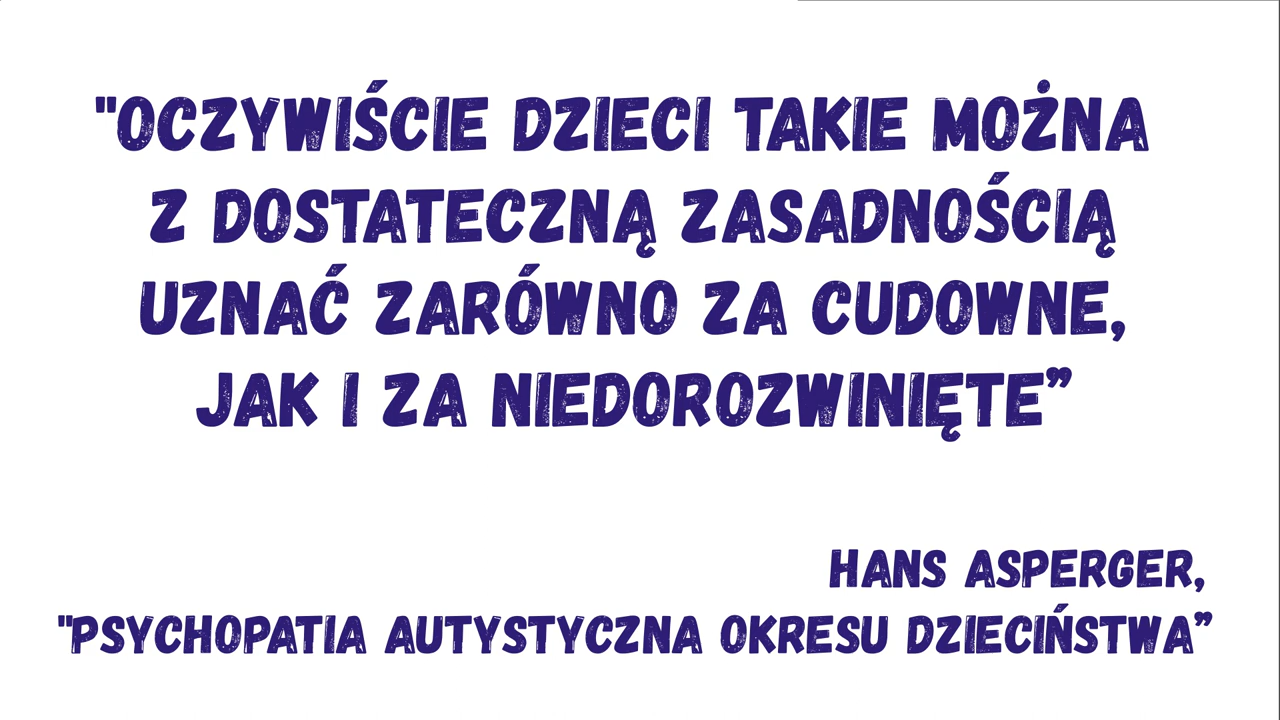 "OCZYWIŚCIE DZIECI TAKIE MOŻNA
Z DOSTATECZNĄ ZASADNOŚCIĄ
UZNAĆ ZARÓWNO ZA CUDOWNE,
JAK I ZA NIEDOROZWINIĘTE”
HANS ASPERGER,
"PSYCHOPATIA AUTYSTYCZNA OKRESU DZIECIŃSTWA”